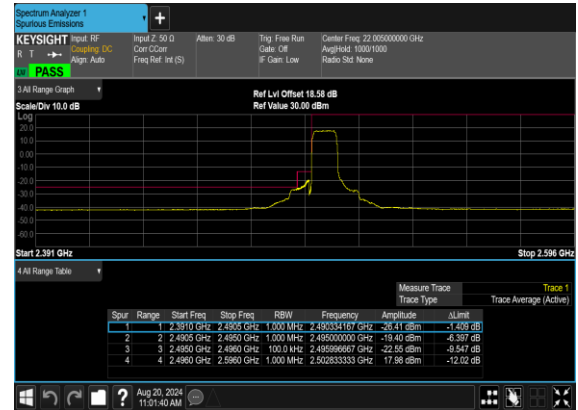 Spectrum Analyzer 1
Spurious Emissions
+
KEYSIGHT Input: RF Input Z: 50 Ω Atten: 30 dB Trig: Free Run Center Freq: 22.005000000 GHz
R T Coupling: DC Corr CCorr Gate: Off Avg|Hold: 1000/1000
Align: Auto Freq Ref: Int (S) IF Gain: Low Radio Std: None
PASS
3 All Range Graph
Ref Lvl Offset 18.58 dB
Scale/Div 10.0 dB Ref Value 30.00 dBm
Log
20.0
10.0
0.00
-10.0
-20.0
-30.0
-40.0
-50.0
-60.0
Start 2.391 GHz Stop 2.596 GHz
4 All Range Table
Measure Trace Trace 1
Trace Type Trace Average (Active)
Spur Range Start Freq Stop Freq RBW Frequency Amplitude ΔLimit
1 1 2.3910 GHz 2.4905 GHz 1.000 MHz 2.490334167 GHz -26.41 dBm -1.409 dB
2 2 2.4905 GHz 2.4950 GHz 1.000 MHz 2.495000000 GHz -19.40 dBm -6.397 dB
3 3 2.4950 GHz 2.4960 GHz 100.0 kHz 2.495996667 GHz -22.55 dBm -9.547 dB
4 4 2.4960 GHz 2.5960 GHz 1.000 MHz 2.502833333 GHz 17.98 dBm -12.02 dB
?
Aug 20, 2024
11:01:40 AM